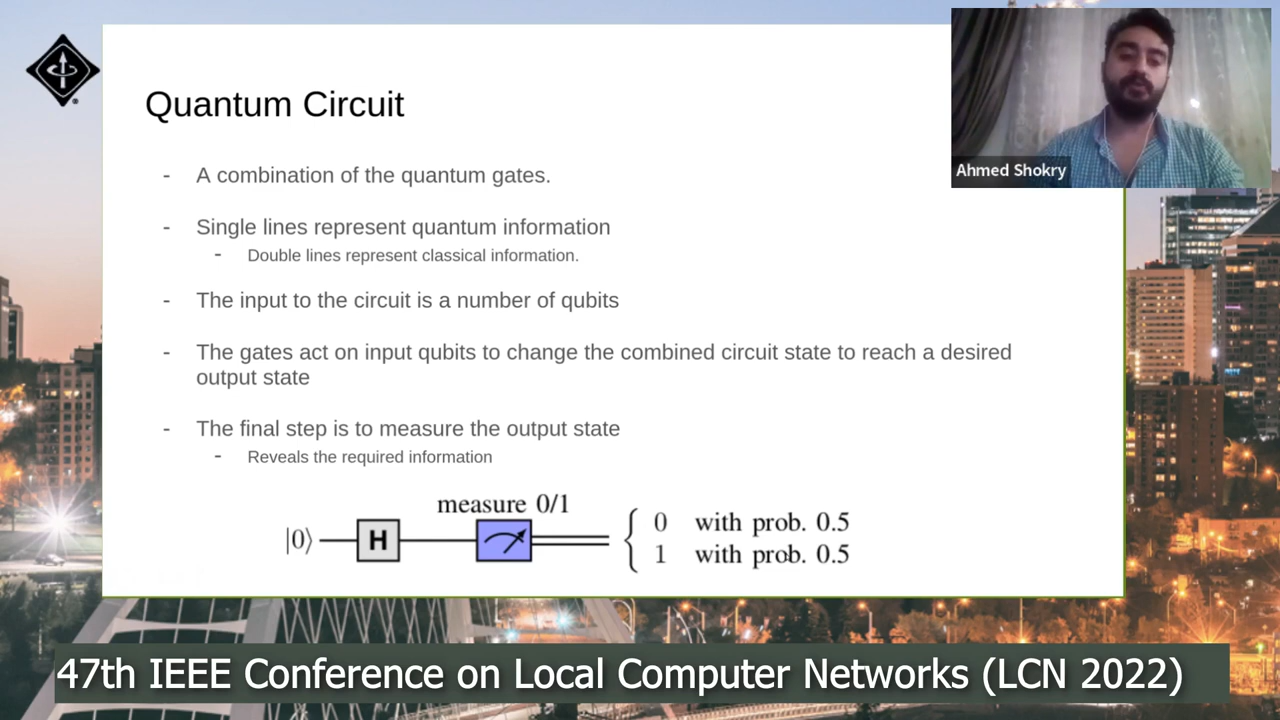 Quantum Circuit
- A combination of the quantum gates.
- Single lines represent quantum information
- Double lines represent classical information.
- The input to the circuit is a number of qubits
- The gates act on input qubits to change the combined circuit state to reach a desired
output state
- The final step is to measure the output state
- Reveals the required information
measure 0/1
|0⟩ H { 0 with prob. 0.5
1 with prob. 0.5
Ahmed Shokry
47th IEEE Conference on Local Computer Networks (LCN 2022)